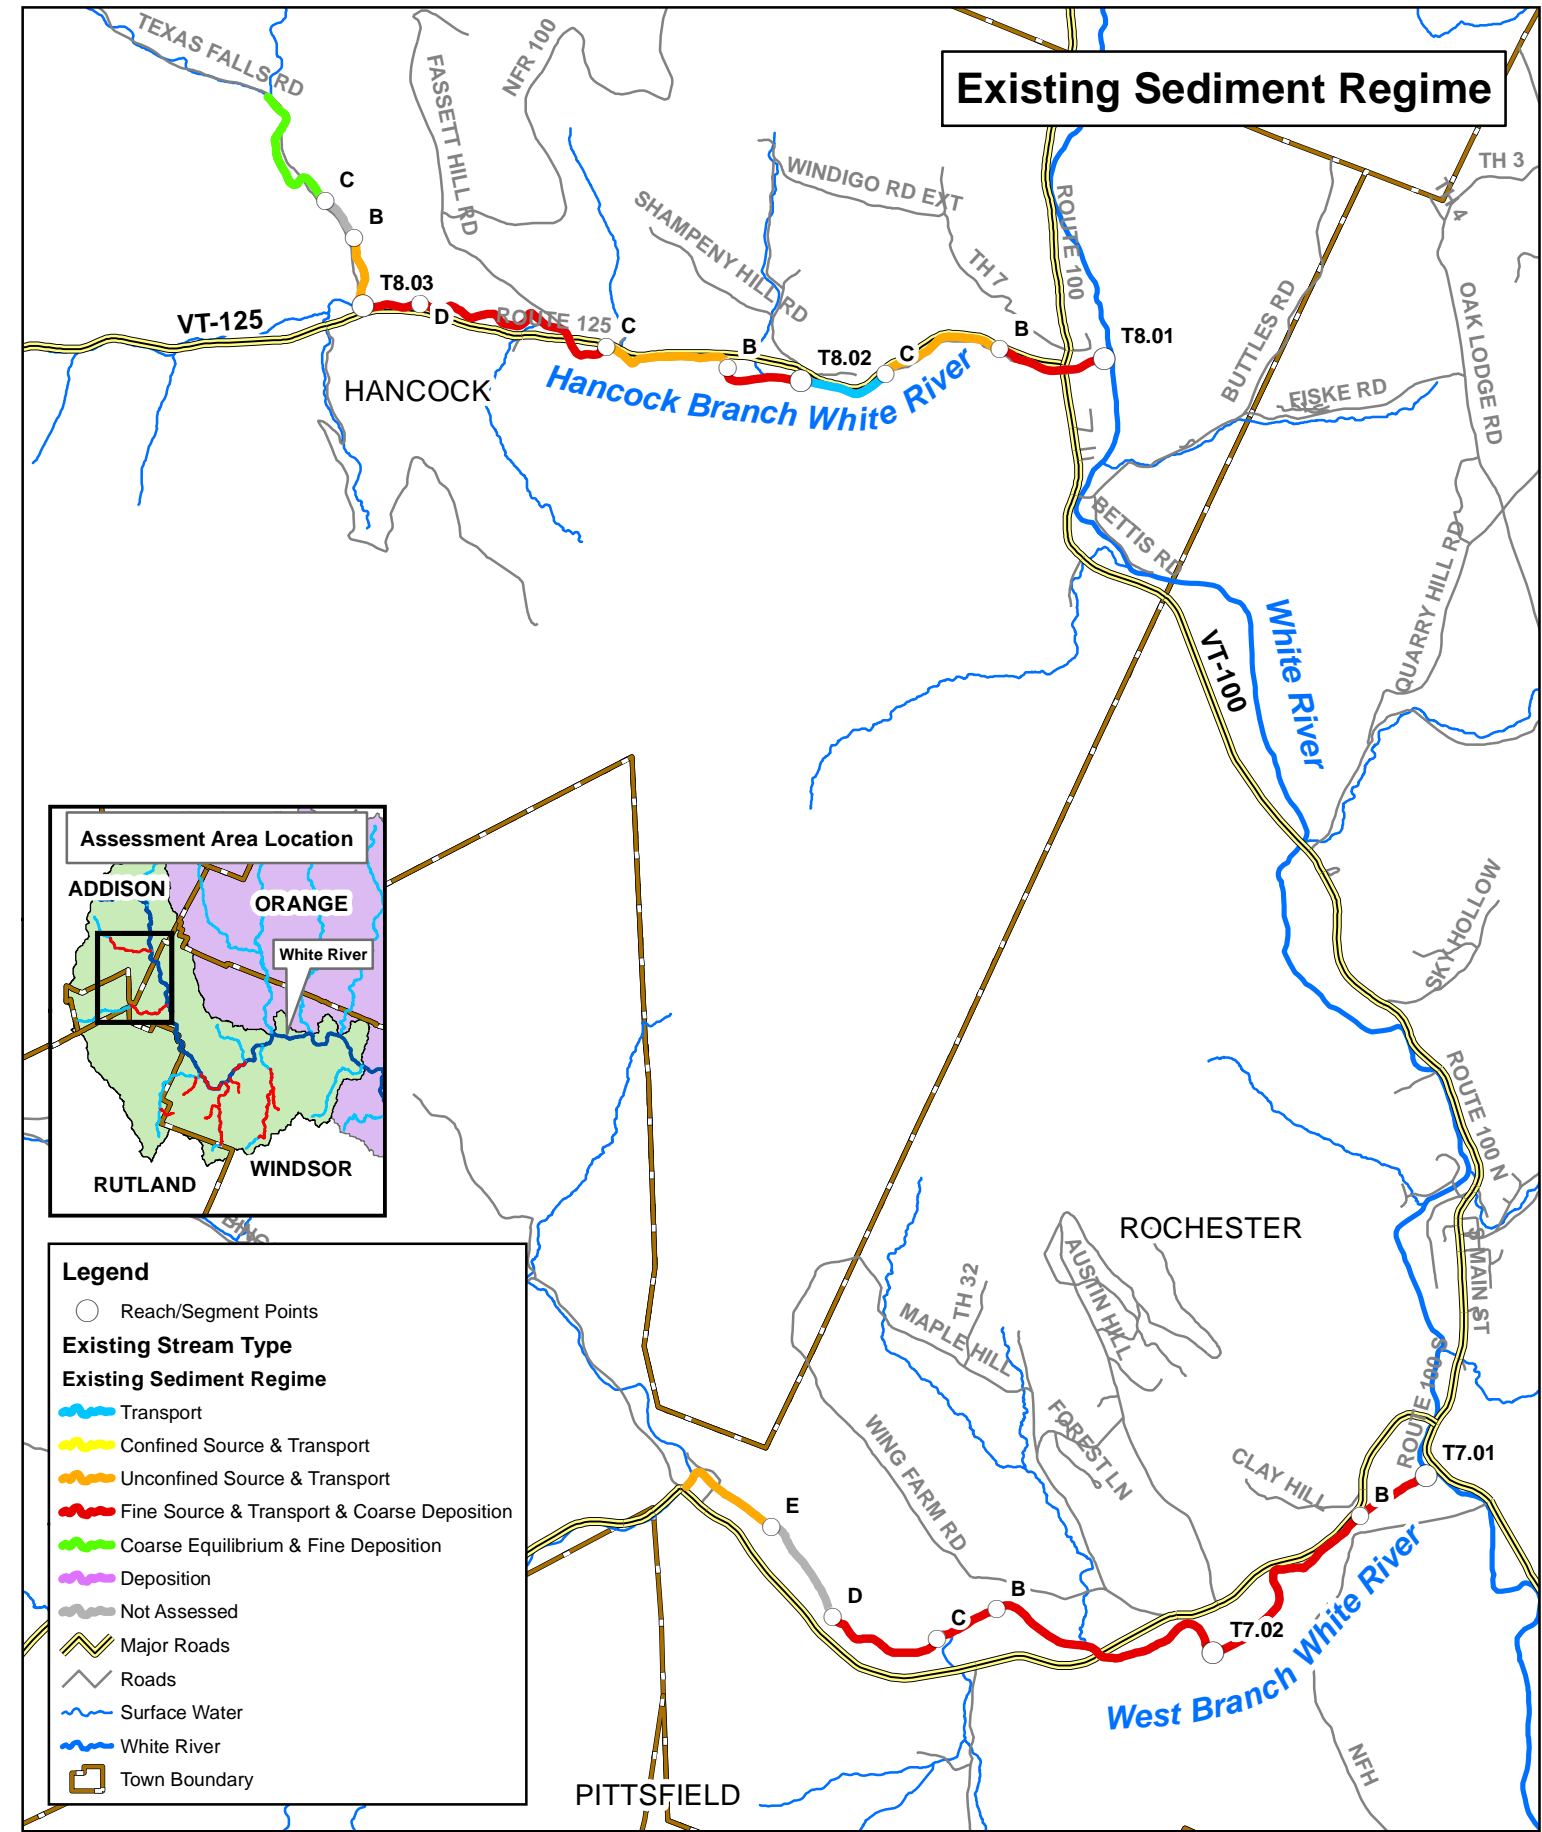 Existing Sediment Regime
TEXAS FALLS RD
FASSETT HILL RD
NFR 100
TH 3
TH 4
WINDIGO RD EXT
SHAMPENY HILL RD
TH 7
ROUTE 100
BUTTLES RD
OAK LODGE RD
FISKE RD
C
B
T8.03
D
VT-125
ROUTE 125
C
B
T8.02
C
B
T8.01
HANCOCK
Hancock Branch White River
BETTIS RD
QUARRY HILL RD
White River
VT-100
SKY HOLLOW
Assessment Area Location
ADDISON
ORANGE
White River
WINDSOR
RUTLAND
ROUTE 100 N
S MAIN ST
ROCHESTER
TH 32
MAPLE HILL
AUSTIN HILL
FOREST LN
WING FARM RD
CLAY HILL
ROUTE 100 S
T7.01
B
E
D
C
B
T7.02
West Branch White River
NFH
PITTSFIELD
Legend
Reach/Segment Points
Existing Stream Type
Existing Sediment Regime
Transport
Confined Source & Transport
Unconfined Source & Transport
Fine Source & Transport & Coarse Deposition
Coarse Equilibrium & Fine Deposition
Deposition
Not Assessed
Major Roads
Roads
Surface Water
White River
Town Boundary